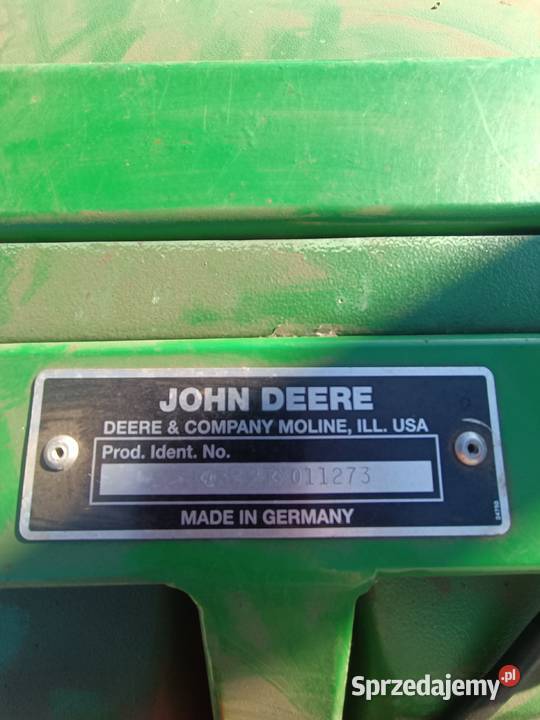 JOHN DEERE
DEERE & COMPANY MOLINE, ILL. USA
Prod. Ident. No.
011273
MADE IN GERMANY
Sprzedajemy.pl